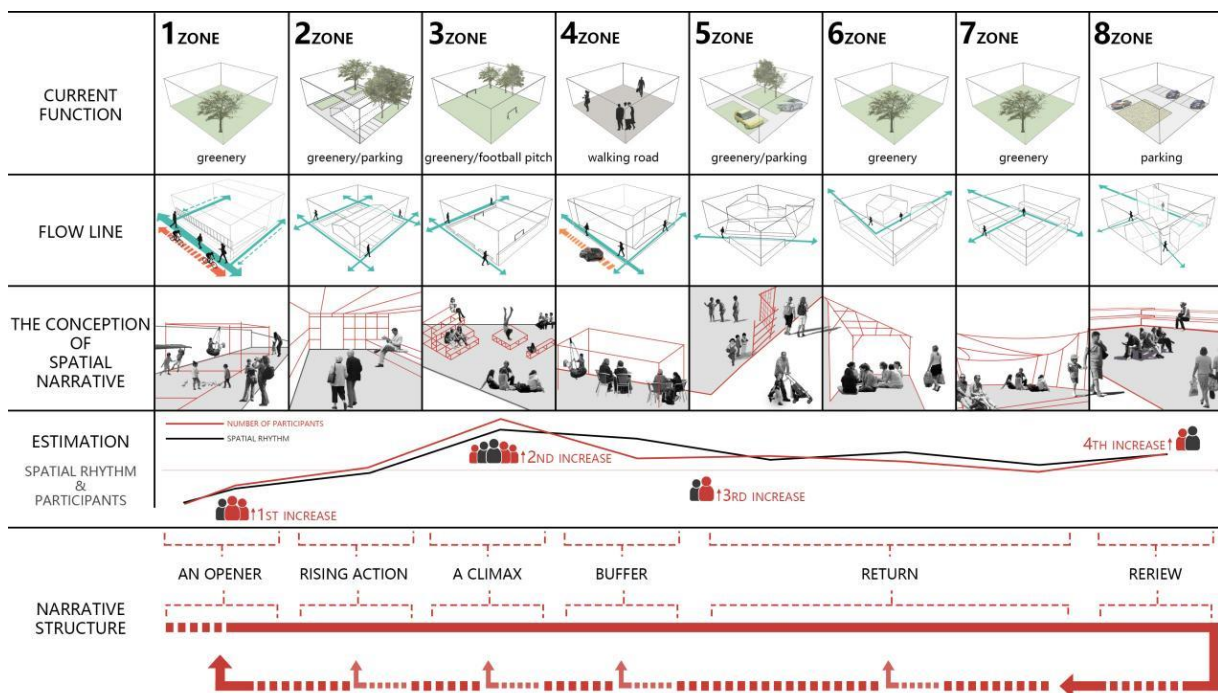 1ZONE 2ZONE 3ZONE 4ZONE 5ZONE 6ZONE 7ZONE 8ZONE
CURRENT
FUNCTION
greenery greenery/parking greenery/football pitch walking road greenery/parking greenery greenery parking
FLOW LINE
THE CONCEPTION
OF
SPATIAL
NARRATIVE
ESTIMATION
SPATIAL RHYTHM
&
PARTICIPANTS
NUMBER OF PARTICIPANTS
SPATIAL RHYTHM
1ST INCREASE
2ND INCREASE
3RD INCREASE
4TH INCREASE
AN OPENER RISING ACTION A CLIMAX BUFFER RETURN RERIEW
NARRATIVE
STRUCTURE